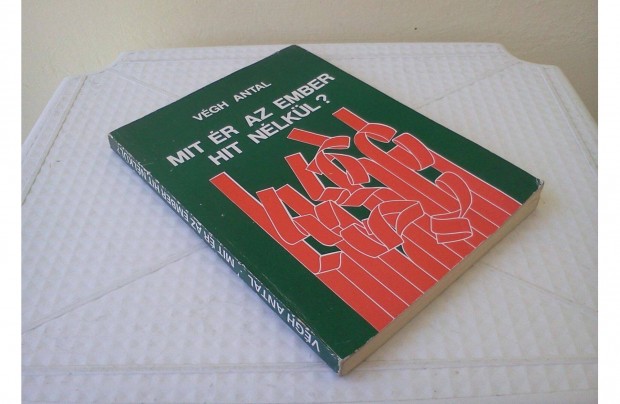 VÉGH ANTAL
MIT ÉR AZ EMBER
HIT NÉLKÜL?
VÉGH ANTAL MIT ÉR AZ EMBER HIT NÉLKÜL?